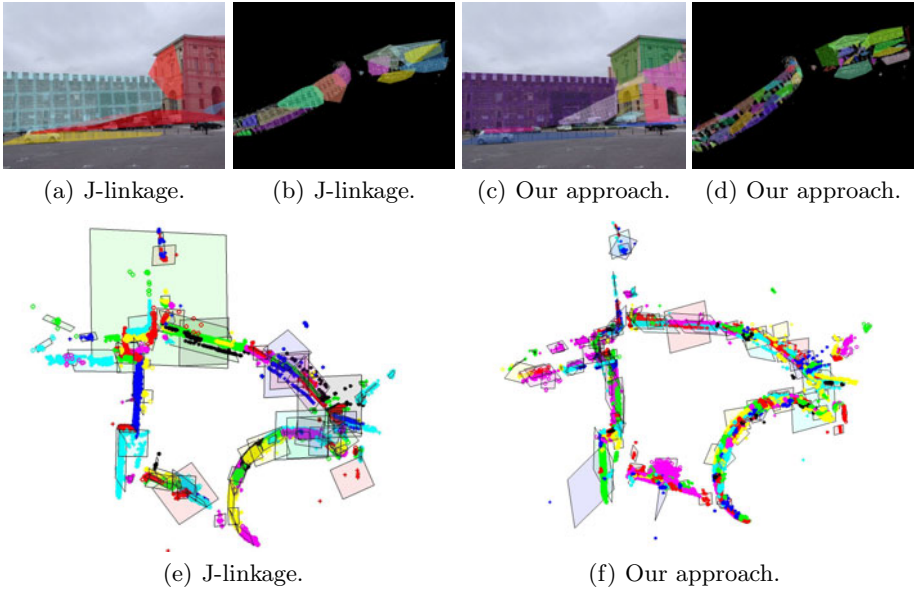 (a) J-linkage.
(b) J-linkage.
(c) Our approach.
(d) Our approach.
(e) J-linkage.
(f) Our approach.